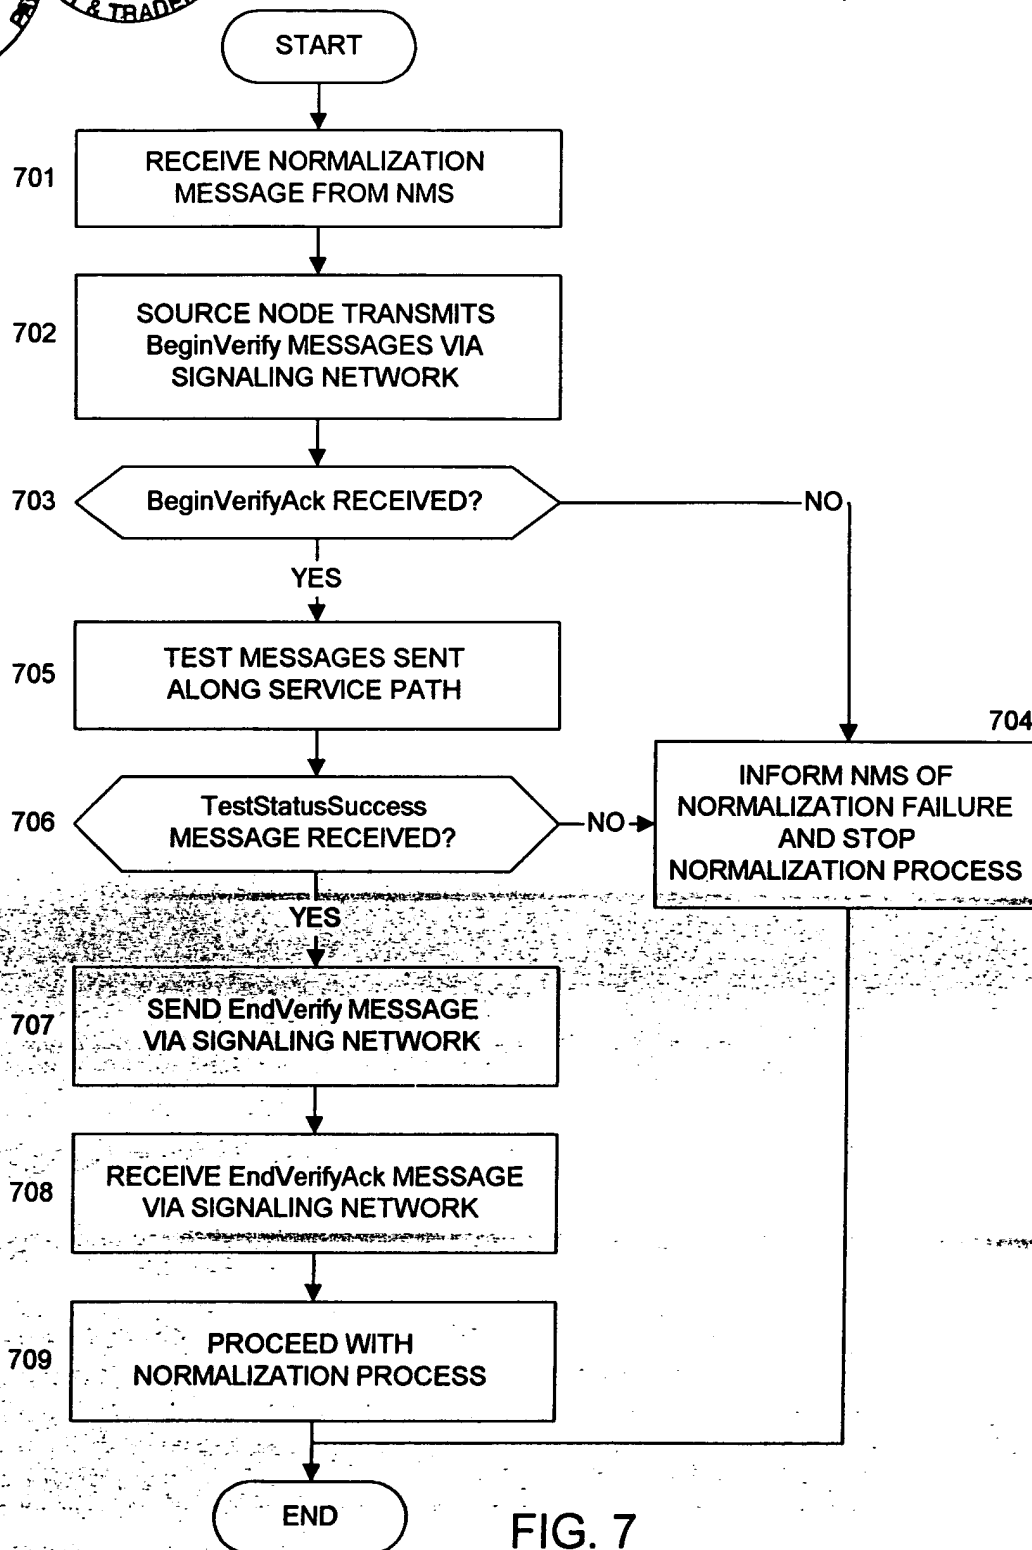 & TRADE
START
701
RECEIVE NORMALIZATION
MESSAGE FROM NMS
702
SOURCE NODE TRANSMITS
BeginVerify MESSAGES VIA
SIGNALING NETWORK
703
BeginVerifyAck RECEIVED?
NO
YES
705
TEST MESSAGES SENT
ALONG SERVICE PATH
704
INFORM NMS OF
NORMALIZATION FAILURE
AND STOP
NORMALIZATION PROCESS
706
TestStatusSuccess
MESSAGE RECEIVED?
NO
YES
707
SEND EndVerify MESSAGE
VIA SIGNALING NETWORK
708
RECEIVE EndVerifyAck MESSAGE
VIA SIGNALING NETWORK
709
PROCEED WITH
NORMALIZATION PROCESS
END
FIG. 7